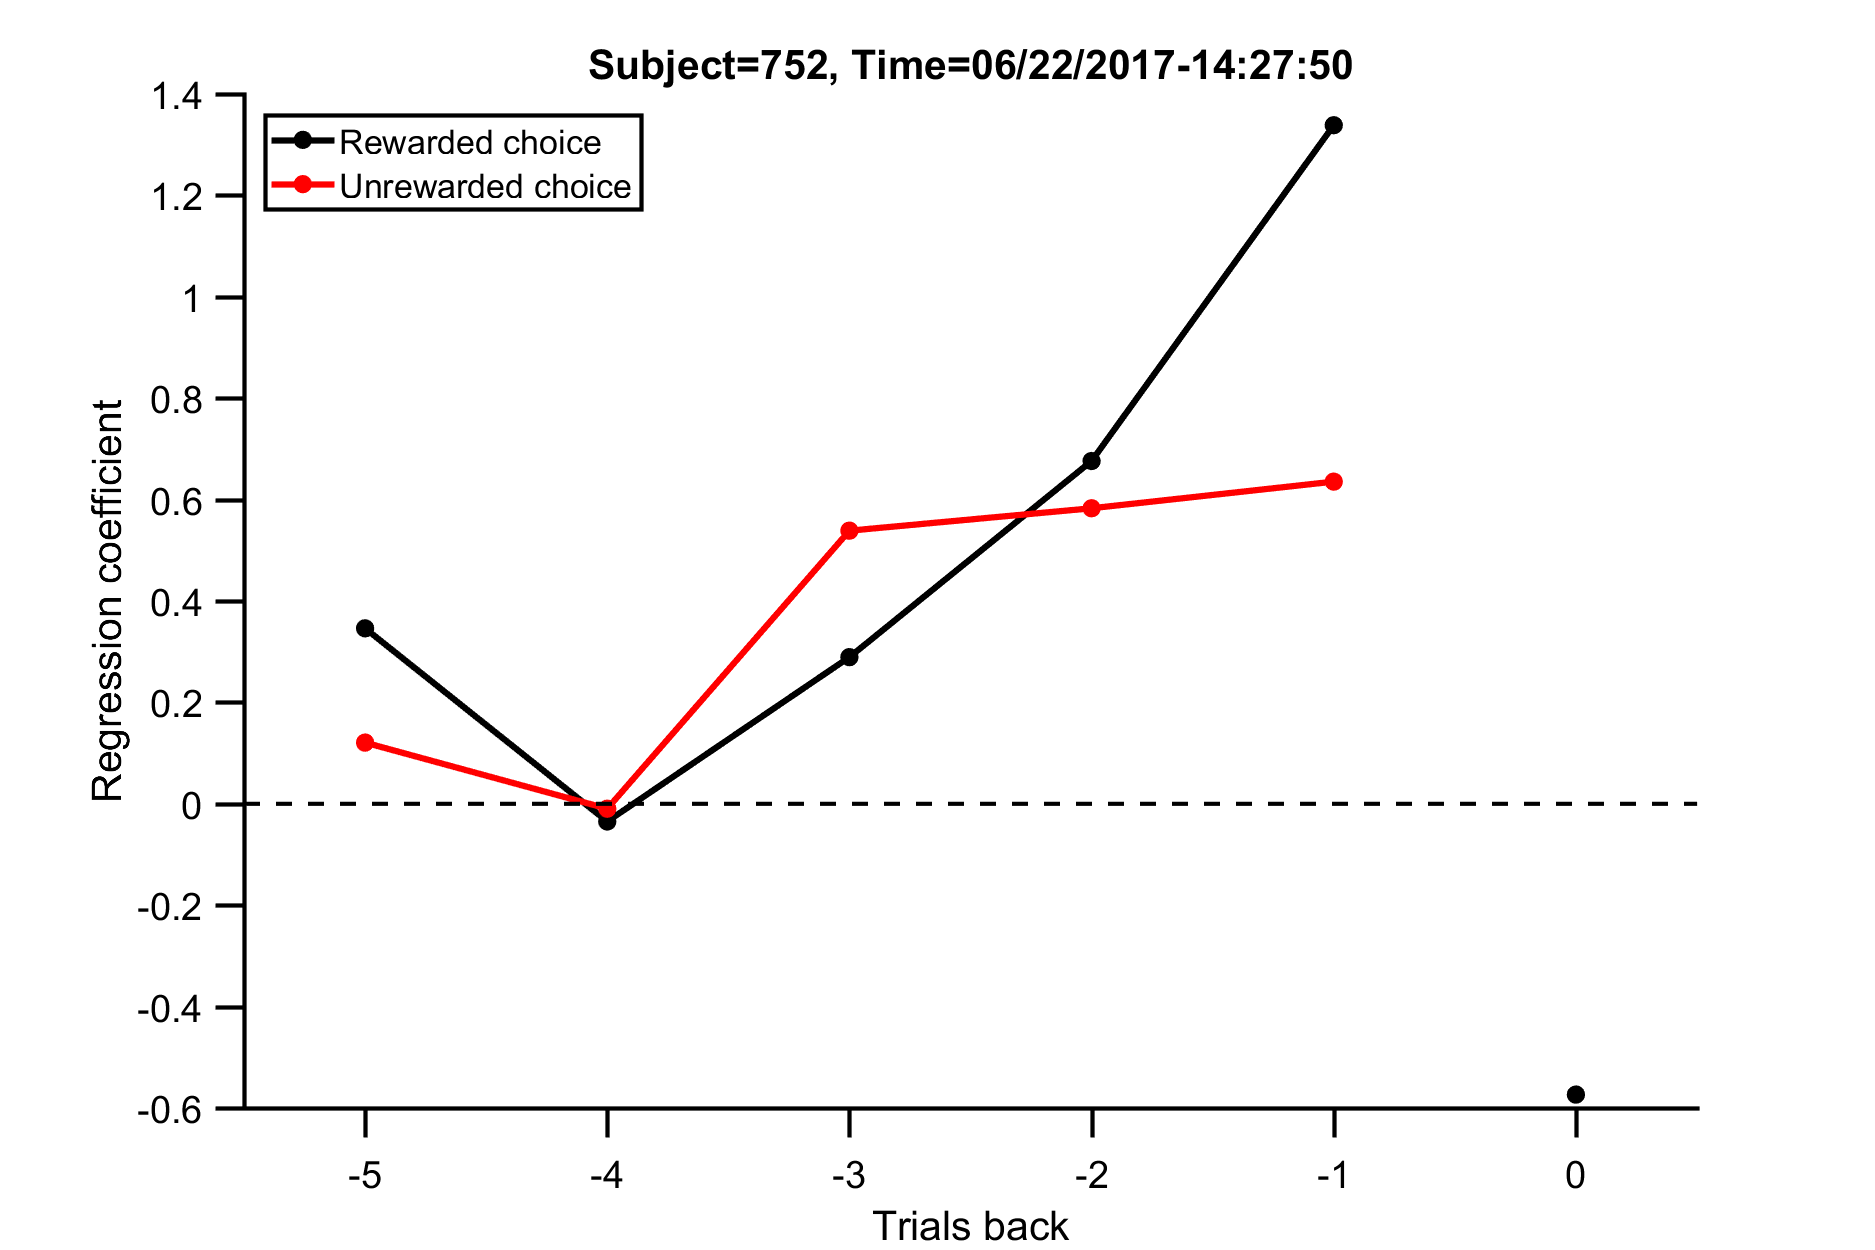 Subject=752, Time=06/22/2017-14:27:50
Rewarded choice
Unrewarded choice
1.4
1.2
1
0.8
0.6
0.4
0.2
0
-0.2
-0.4
-0.6
Regression coefficient
-5 -4 -3 -2 -1 0
Trials back